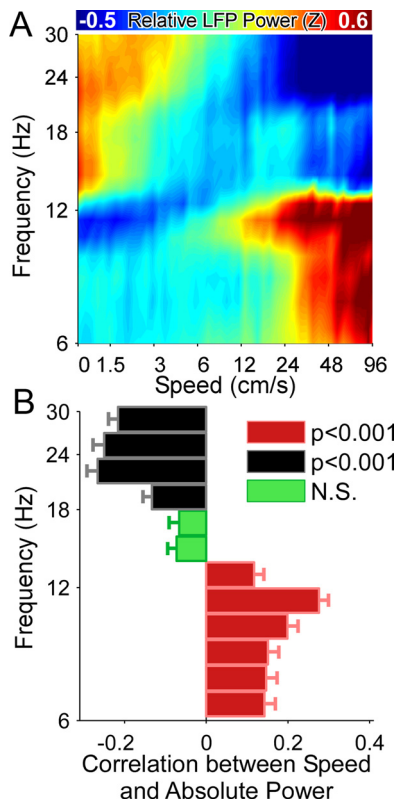 A
-0.5 Relative LFP Power (Z) 0.6
30
24
18
12
6
Frequency (Hz)
0 1.5 3 6 12 24 48 96
Speed (cm/s)
B
30
24
18
12
6
Frequency (Hz)
p<0.001
p<0.001
N.S.
-0.2 0 0.2 0.4
Correlation between Speed
and Absolute Power